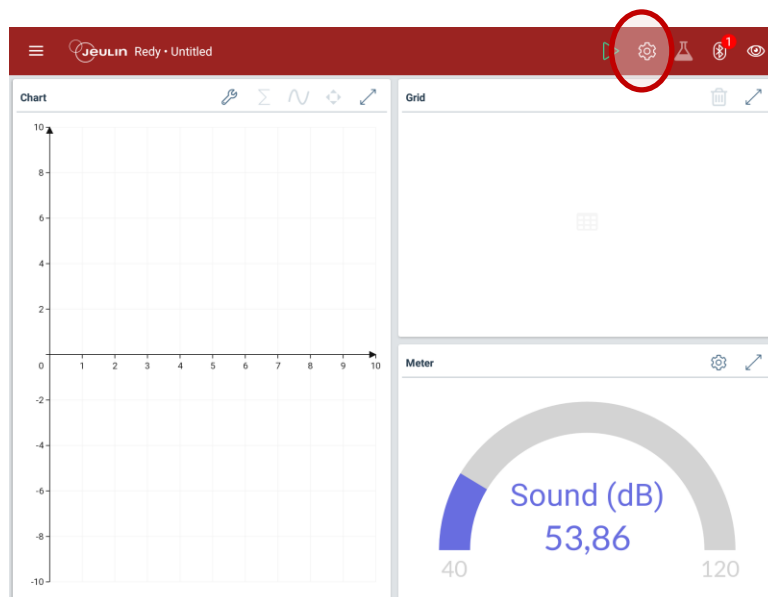 Jeulin Redy • Untitled
1
Chart
Grid
10
8
6
4
2
0 1 2 3 4 5 6 7 8 9 10
-2
-4
-6
-8
-10
Meter
Sound (dB)
53,86
40 120